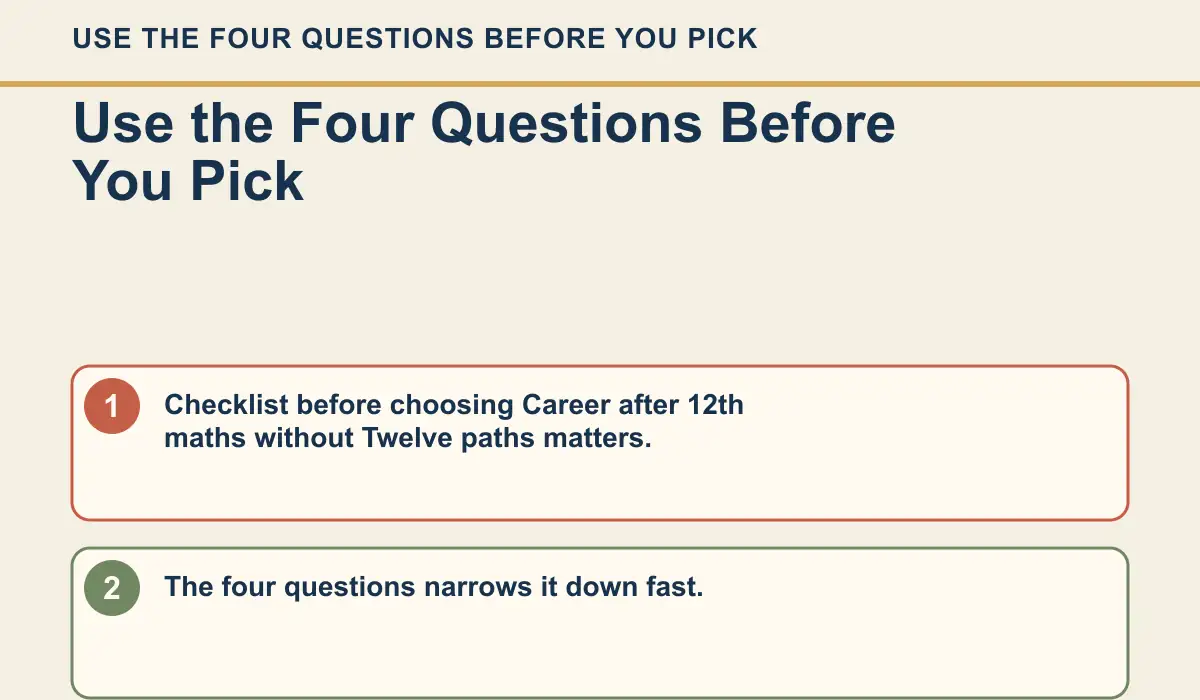 USE THE FOUR QUESTIONS BEFORE YOU PICK
Use the Four Questions Before
You Pick
1
Checklist before choosing Career after 12th
maths without Twelve paths matters.
2
The four questions narrows it down fast.